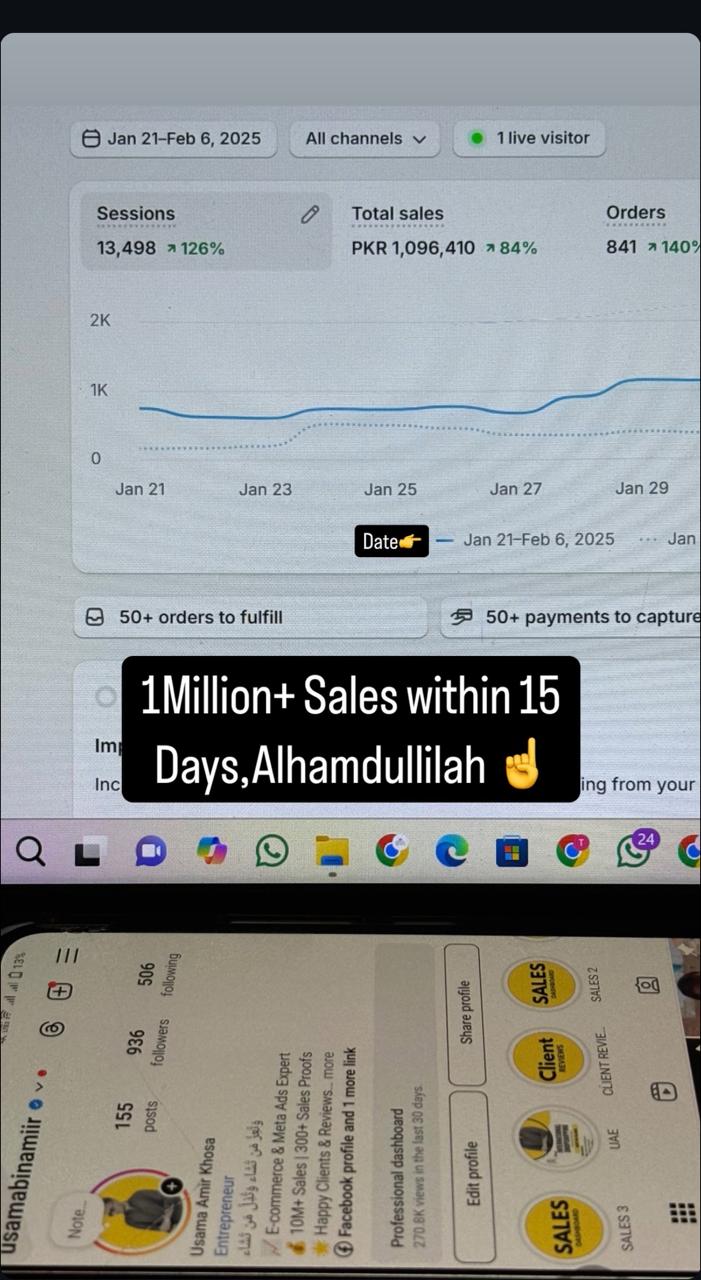 Jan 21–Feb 6, 2025
All channels
1 live visitor
Sessions
Total sales
Orders
13,498 ↗ 126%
PKR 1,096,410 ↗ 84%
841 ↗ 140%
2K
1K
0
Jan 21
Jan 23
Jan 25
Jan 27
Jan 29
Date👉
Jan 21–Feb 6, 2025
Jan
50+ orders to fulfill
50+ payments to capture
1Million+ Sales within 15
Days,Alhamdullilah ☝️
Imp
Inc
ing from your
24
13%
usamabinamiir
Note...
155
posts
936
followers
506
following
Usama Amir Khosa
Entrepreneur
وَتُعِزُّ مَن تَشَاء وَتُذِلُّ مَن تَشَاء
📈 E-commerce & Meta Ads Expert
💰 10M+ Sales | 300+ Sales Proofs
🌟 Happy Clients & Reviews... more
Facebook profile and 1 more link
Professional dashboard
270.8K views in the last 30 days.
Edit profile
Share profile
SALES
DASHBOARD
SALES 3
UAE
Client
REVIEWS
CLIENT REVIE...
SALES
DASHBOARD
SALES 2